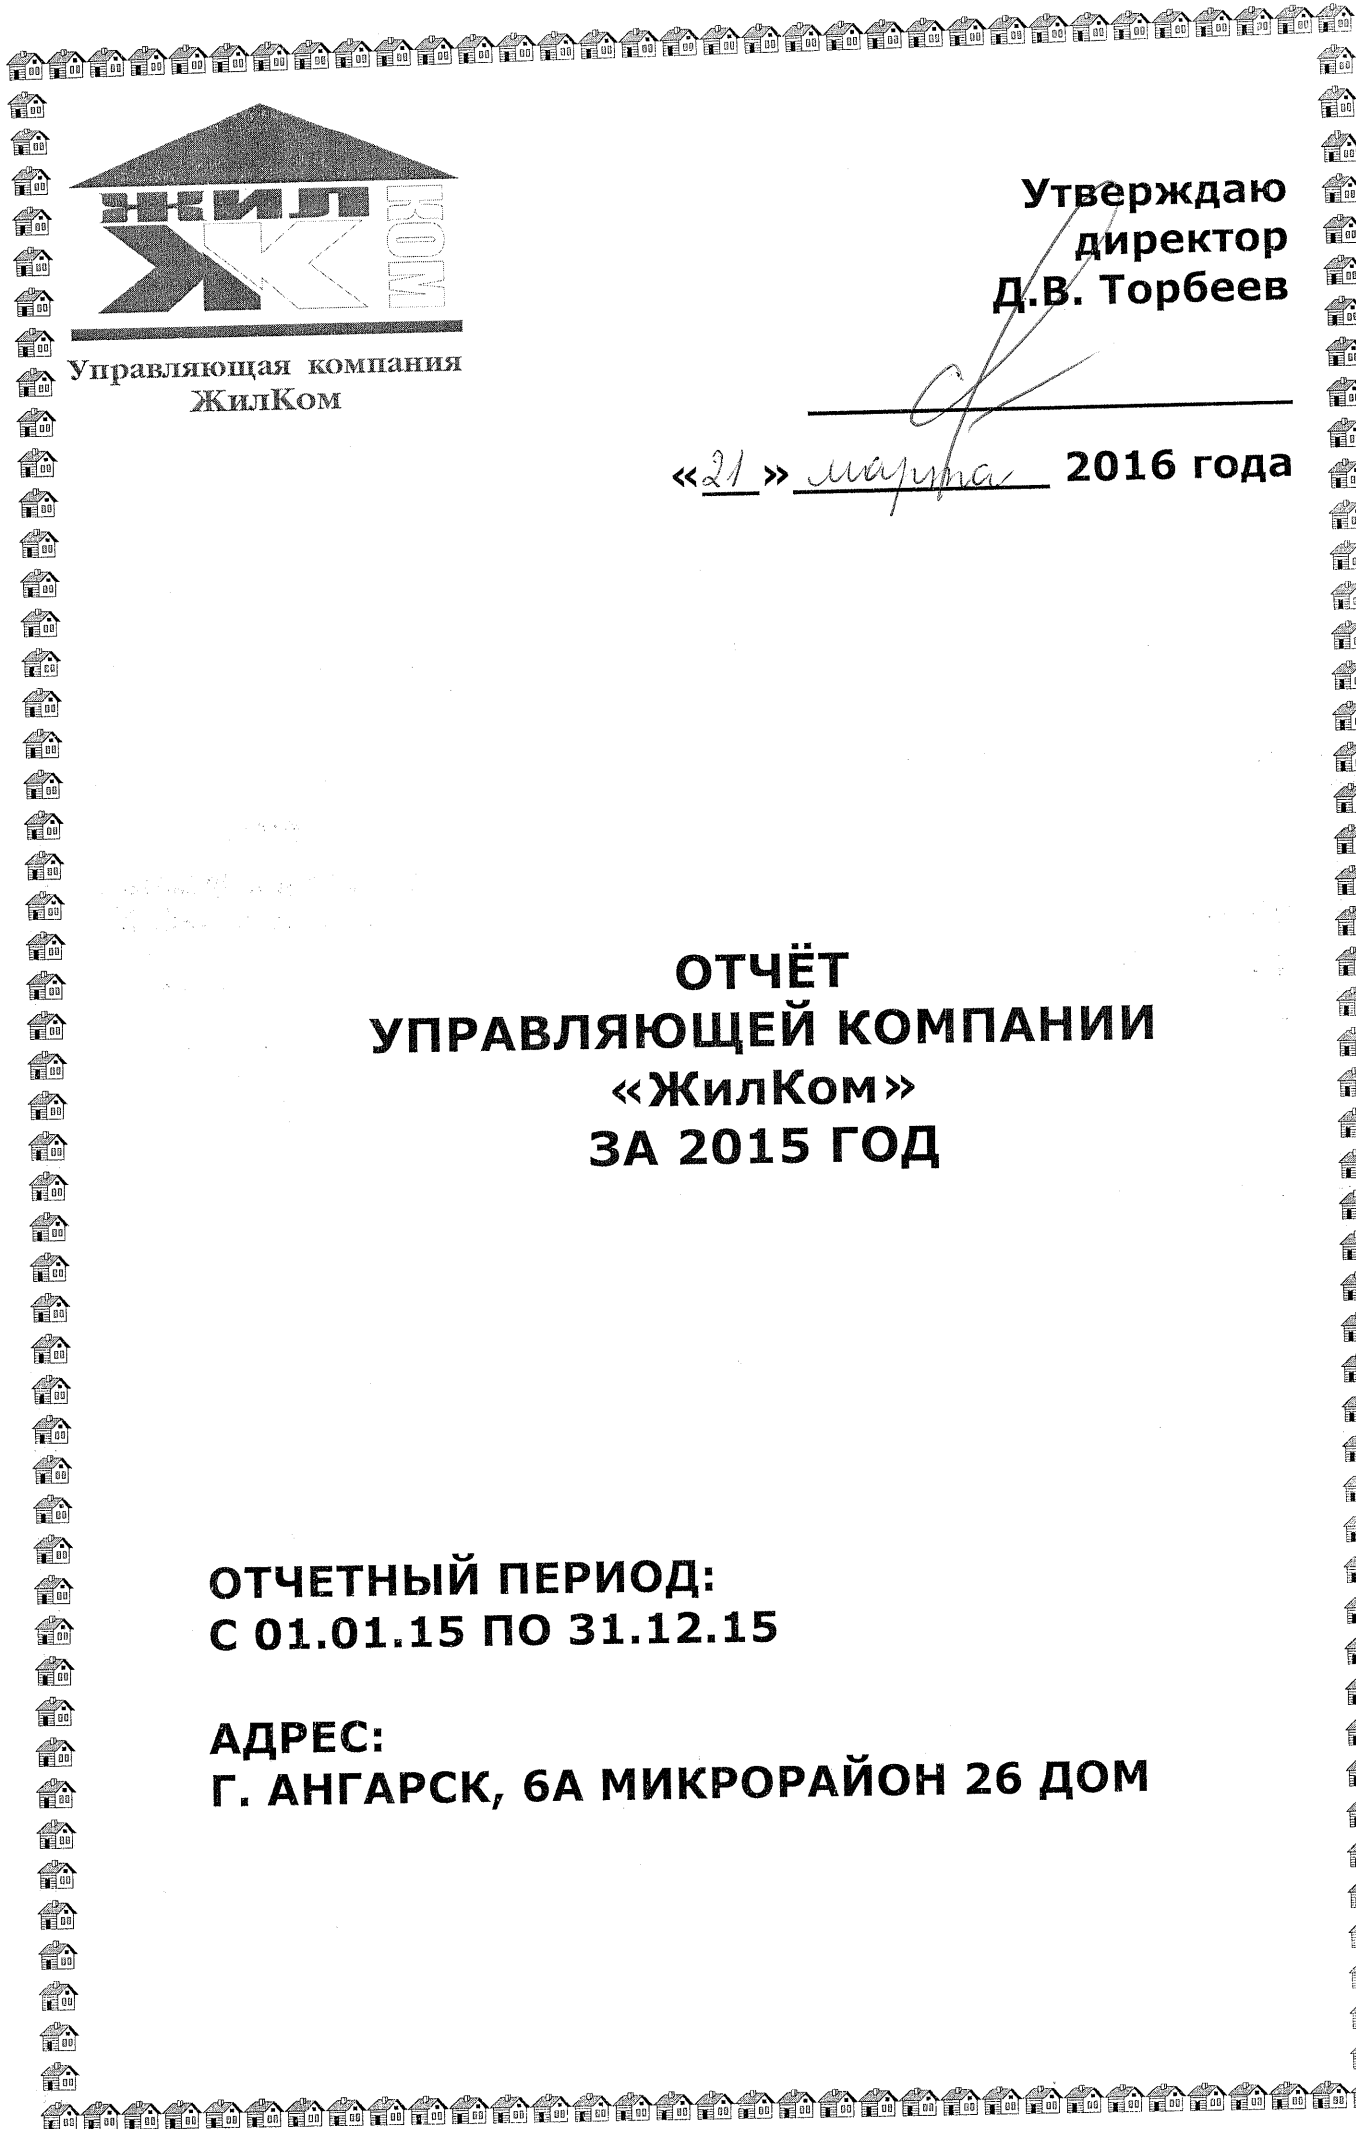 ЖИЛ
КОМ
Управляющая компания
ЖилКом
Утверждаю
директор
Д.В. Торбеев
«21» марта 2016 года
ОТЧЁТ
УПРАВЛЯЮЩЕЙ КОМПАНИИ
«ЖилКом»
ЗА 2015 ГОД
ОТЧЕТНЫЙ ПЕРИОД:
С 01.01.15 ПО 31.12.15
АДРЕС:
Г. АНГАРСК, 6А МИКРОРАЙОН 26 ДОМ